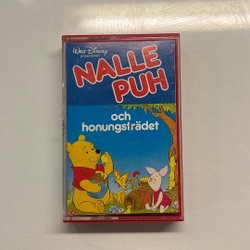 Walt Disney
NALLE
PUH
och
honungsträdet